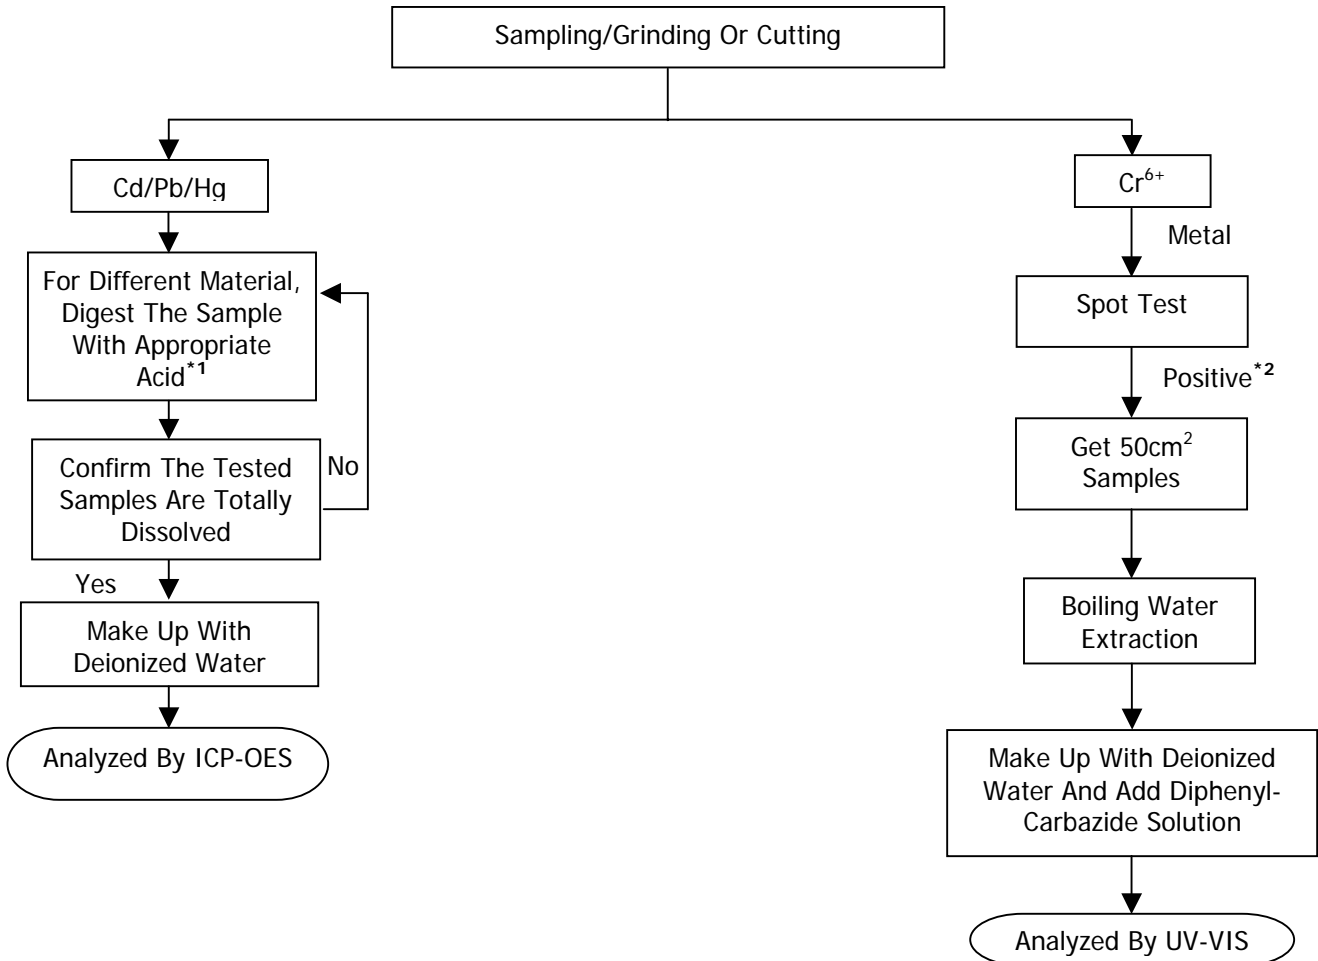 Sampling/Grinding Or Cutting
Cd/Pb/Hg
For Different Material,
Digest The Sample
With Appropriate
Acid*1
Confirm The Tested
Samples Are Totally
Dissolved
No
Yes
Make Up With
Deionized Water
Analyzed By ICP-OES
Cr6+
Metal
Spot Test
Positive*2
Get 50cm2
Samples
Boiling Water
Extraction
Make Up With Deionized
Water And Add Diphenyl-
Carbazide Solution
Analyzed By UV-VIS